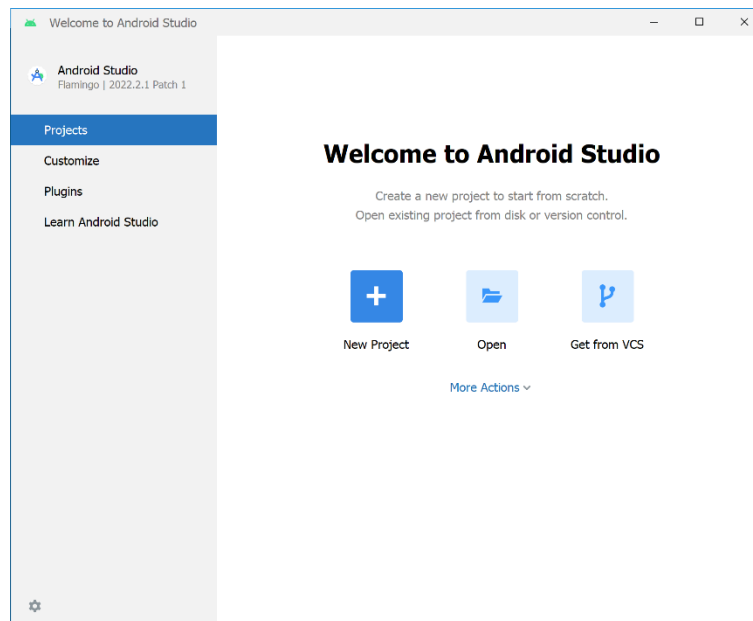 Welcome to Android Studio
Android Studio
Flamingo | 2022.2.1 Patch 1
Projects
Customize
Plugins
Learn Android Studio
Welcome to Android Studio
Create a new project to start from scratch.
Open existing project from disk or version control.
New Project
Open
Get from VCS
More Actions